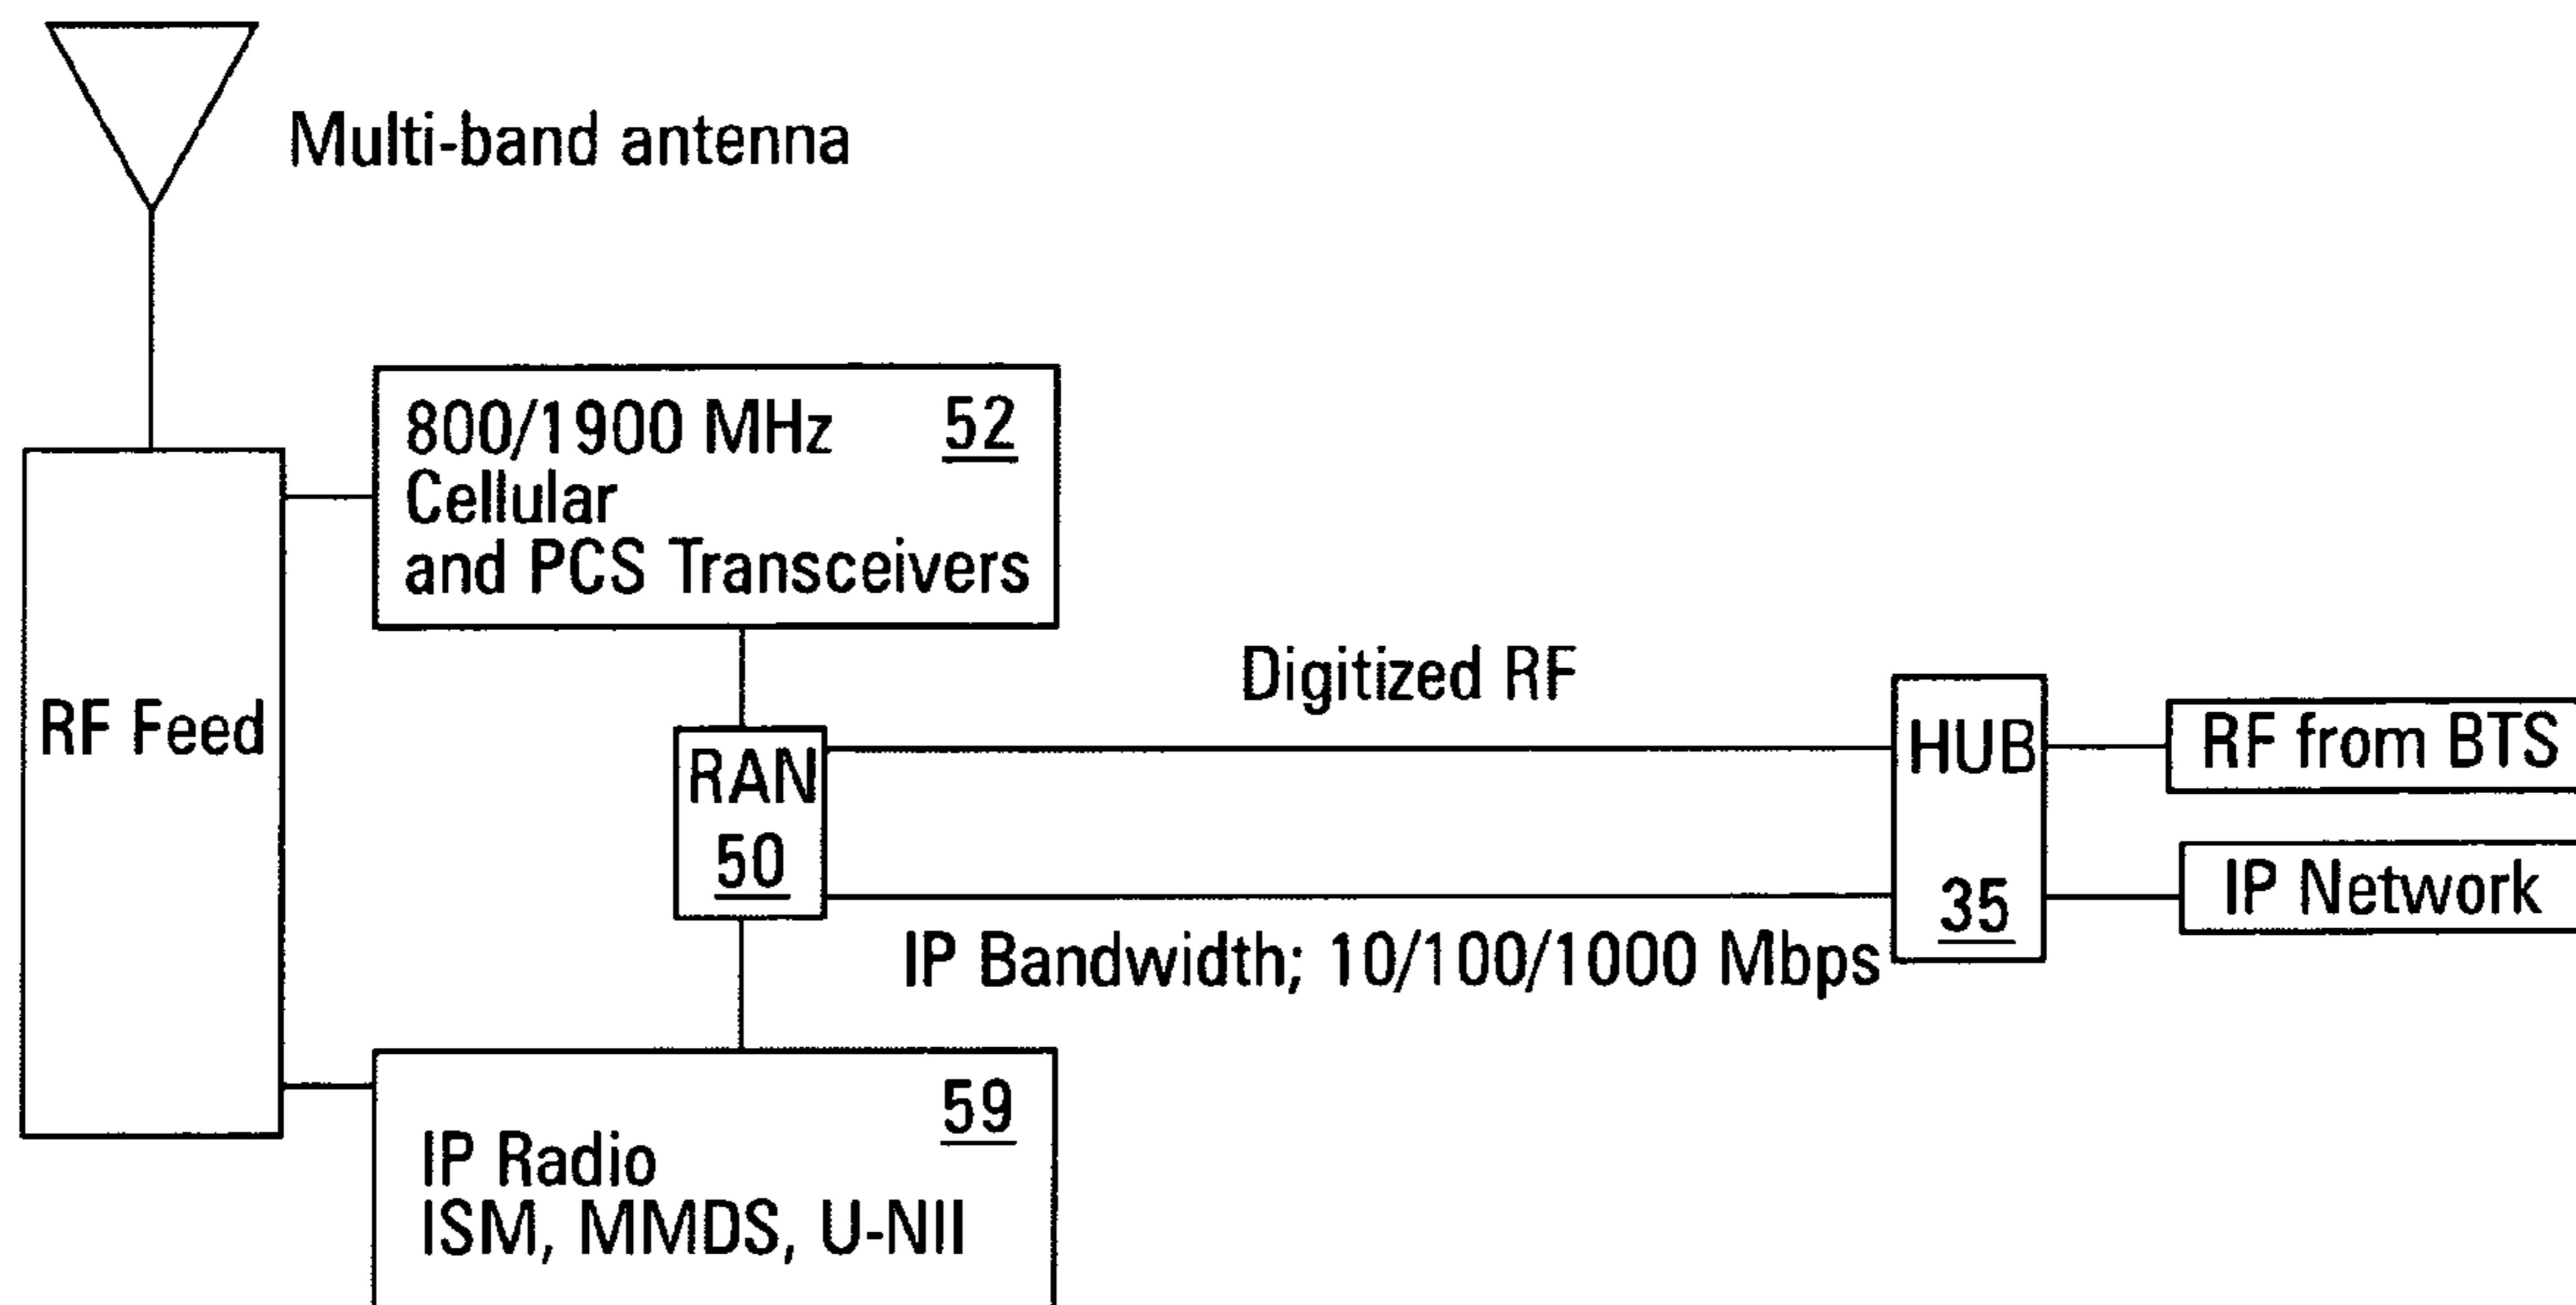 Multi-band antenna
800/1900 MHz 52
Cellular
and PCS Transceivers
RF Feed
Digitized RF
RAN
50
HUB
35
RF from BTS
IP Network
IP Bandwidth; 10/100/1000 Mbps
59
IP Radio
ISM, MMDS, U-NII